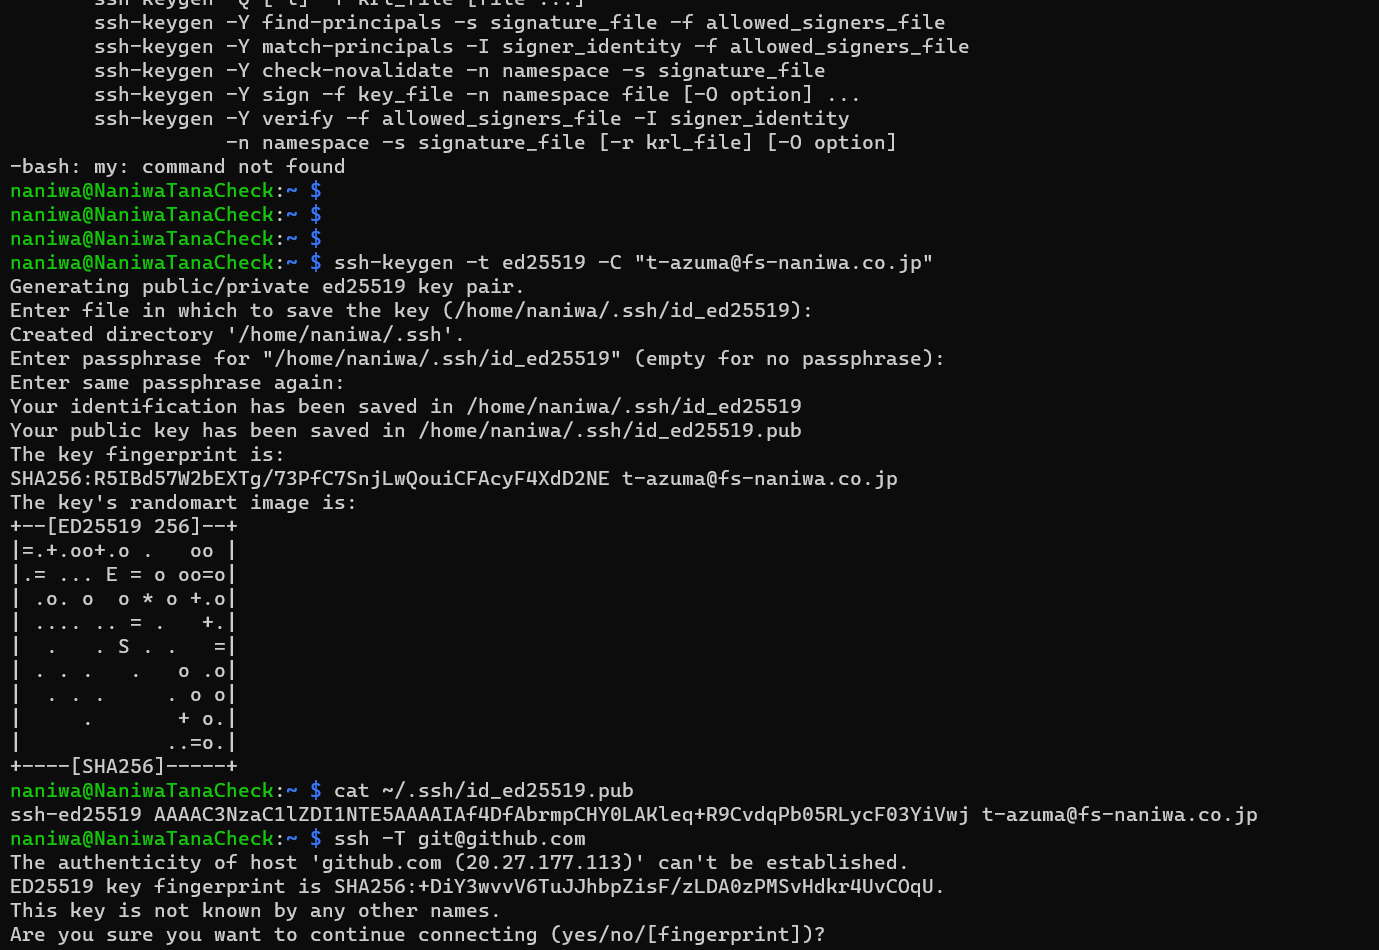 ssh-keygen -Q [-l] -f krl_file [file ...]
ssh-keygen -Y find-principals -s signature_file -f allowed_signers_file
ssh-keygen -Y match-principals -I signer_identity -f allowed_signers_file
ssh-keygen -Y check-novalidate -n namespace -s signature_file
ssh-keygen -Y sign -f key_file -n namespace file [-O option] ...
ssh-keygen -Y verify -f allowed_signers_file -I signer_identity
-n namespace -s signature_file [-r krl_file] [-O option]
-bash: my: command not found
naniwa@NaniwaTanaCheck:~ $
naniwa@NaniwaTanaCheck:~ $
naniwa@NaniwaTanaCheck:~ $
naniwa@NaniwaTanaCheck:~ $ ssh-keygen -t ed25519 -C "t-azuma@fs-naniwa.co.jp"
Generating public/private ed25519 key pair.
Enter file in which to save the key (/home/naniwa/.ssh/id_ed25519):
Created directory '/home/naniwa/.ssh'.
Enter passphrase for "/home/naniwa/.ssh/id_ed25519" (empty for no passphrase):
Enter same passphrase again:
Your identification has been saved in /home/naniwa/.ssh/id_ed25519
Your public key has been saved in /home/naniwa/.ssh/id_ed25519.pub
The key fingerprint is:
SHA256:R5IBd57W2bEXTg/73PfC7SnjLwQouiCFAcyF4XdD2NE t-azuma@fs-naniwa.co.jp
The key's randomart image is:
+--[ED25519 256]--+
|=.+.oo+.o .   oo |
|.= ... E = o oo=o|
| .o. o  o * o +.o|
| .... .. = .   +.|
|  .   . S . .   =|
| . . .   .   o .o|
|  . . .     . o o|
|     .       + o.|
|            ..=o.|
+----[SHA256]-----+
naniwa@NaniwaTanaCheck:~ $ cat ~/.ssh/id_ed25519.pub
ssh-ed25519 AAAAC3NzaC1lZDI1NTE5AAAAIAf4DfAbrmpCHY0LAKleq+R9CvdqPb05RLycF03YiVwj t-azuma@fs-naniwa.co.jp
naniwa@NaniwaTanaCheck:~ $ ssh -T git@github.com
The authenticity of host 'github.com (20.27.177.113)' can't be established.
ED25519 key fingerprint is SHA256:+DiY3wvvV6TuJJhbpZisF/zLDA0zPMSvHdkr4UvCOqU.
This key is not known by any other names.
Are you sure you want to continue connecting (yes/no/[fingerprint])?